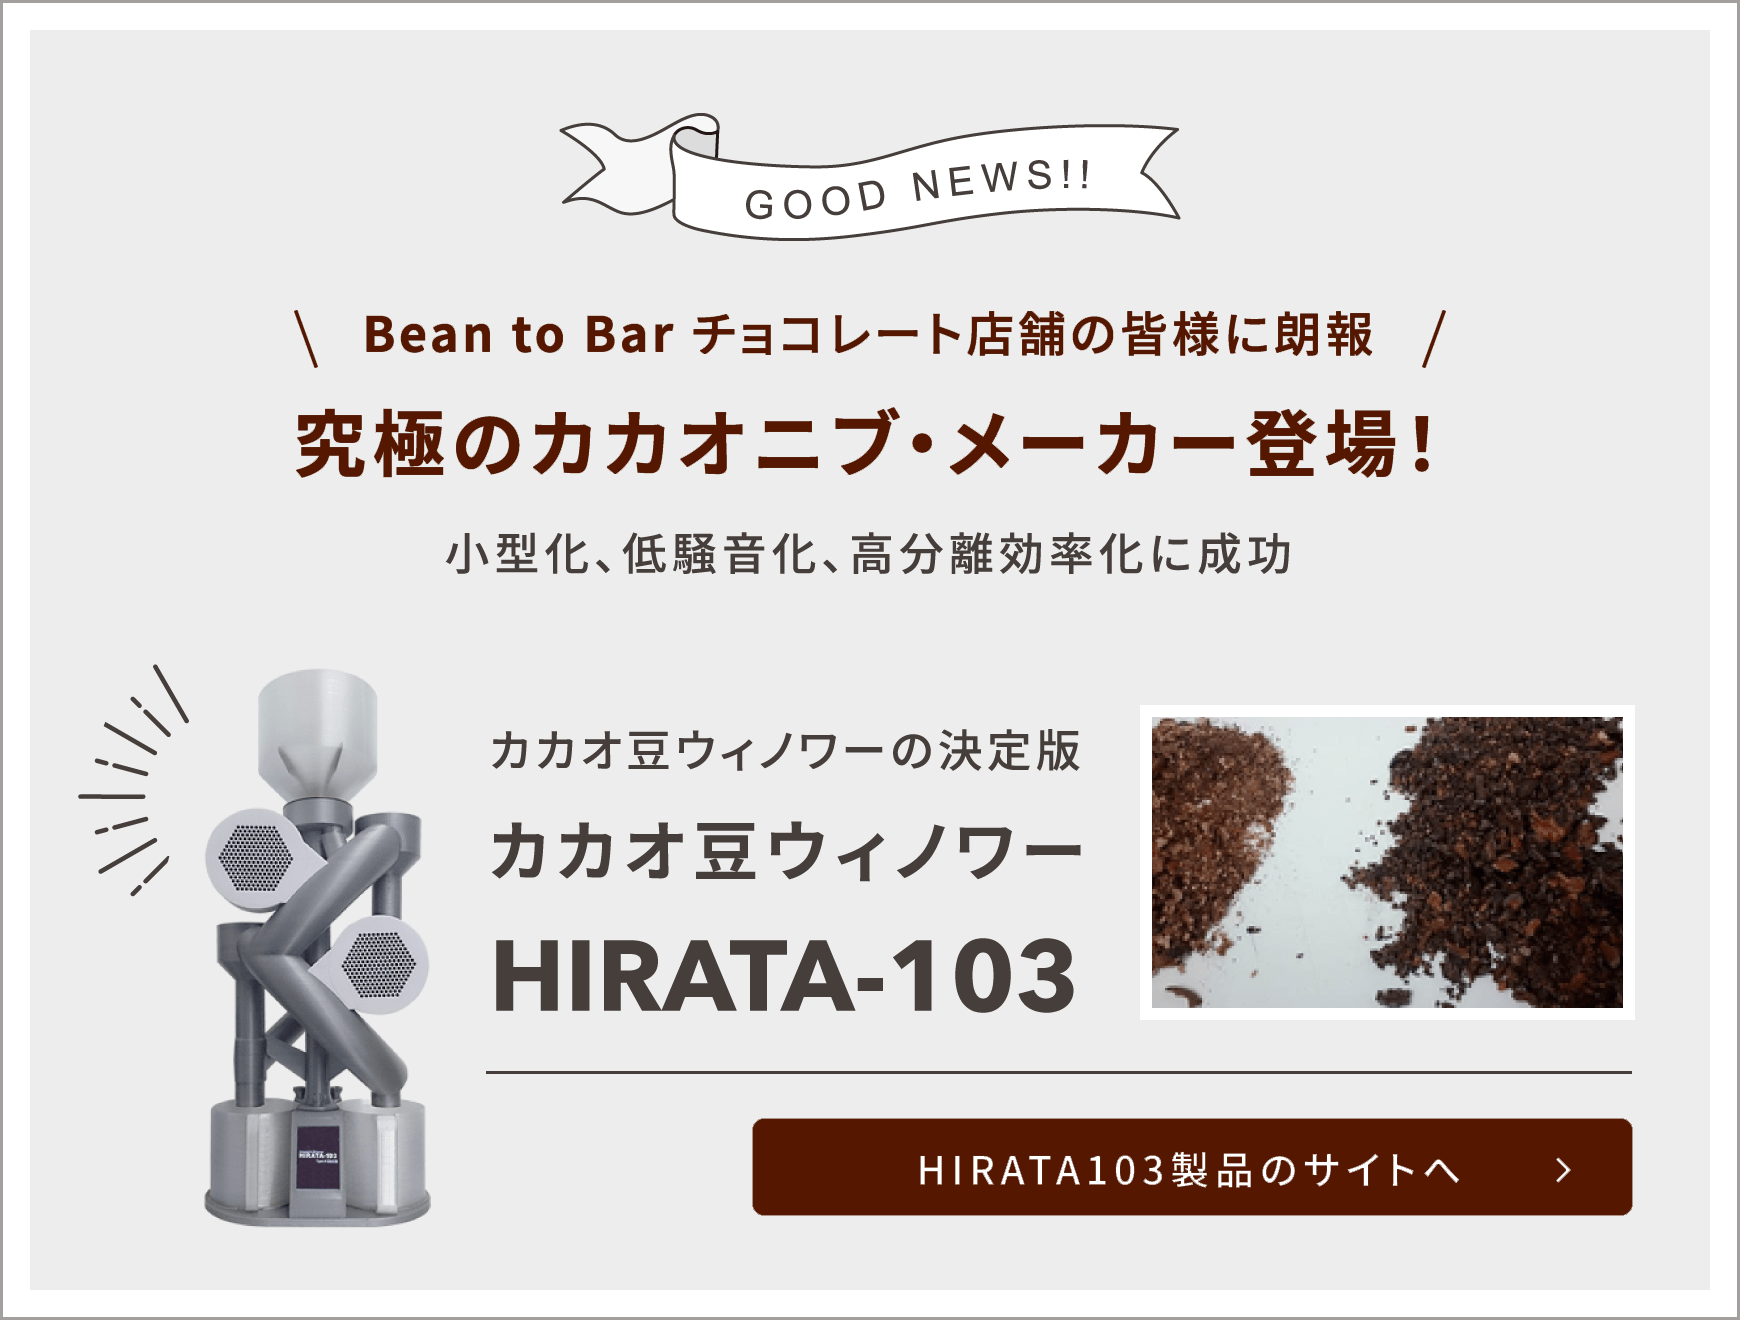 GOOD NEWS!!
Bean to Bar チョコレート店舗の皆様に朗報
究極のカカオニブ・メーカー登場！
小型化、低騒音化、高分離効率化に成功
カカオ豆ウィノワーの決定版
カカオ豆ウィノワー
HIRATA-103
HIRATA-103
HIRATA103製品のサイトへ